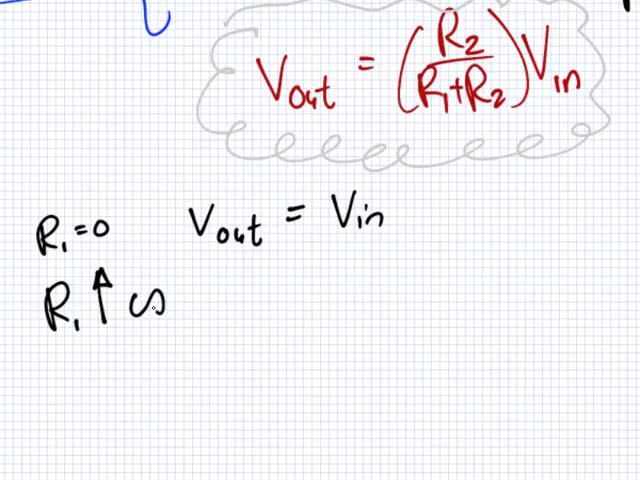 Vout = (R2/(R1+R2))Vin
R1=0 Vout = Vin
R1↑ ∞